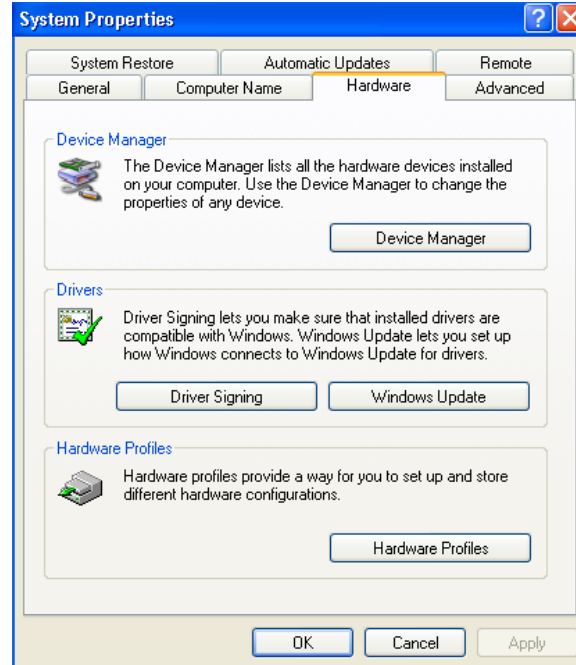 System Properties
System Restore Automatic Updates Remote
General Computer Name Hardware Advanced
Device Manager
The Device Manager lists all the hardware devices installed
on your computer. Use the Device Manager to change the
properties of any device.
Device Manager
Drivers
Driver Signing lets you make sure that installed drivers are
compatible with Windows. Windows Update lets you set up
how Windows connects to Windows Update for drivers.
Driver Signing Windows Update
Hardware Profiles
Hardware profiles provide a way for you to set up and store
different hardware configurations.
Hardware Profiles
OK Cancel Apply